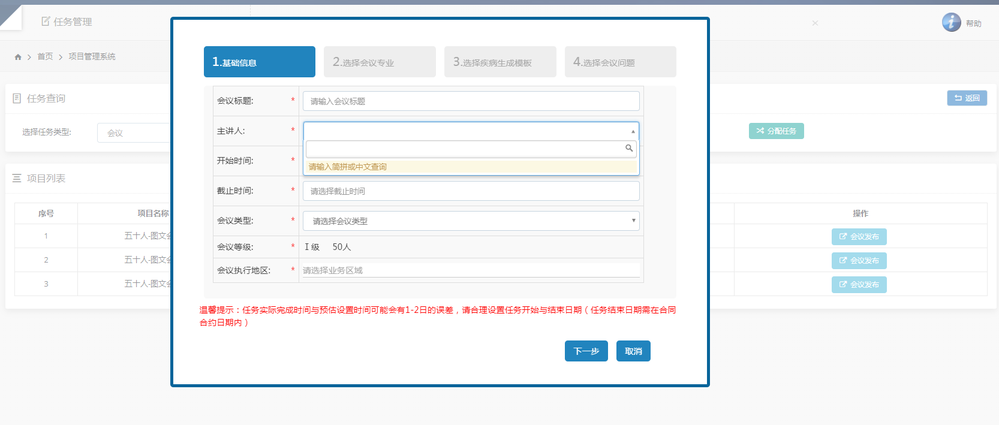 任务管理
帮助
首页 项目管理系统
任务查询
返回
选择任务类型:
会议
分配任务
项目列表
序号 项目名称 操作
1 五十人-图文会 会议发布
2 五十人-图文会 会议发布
3 五十人-图文会 会议发布
1.基础信息
2.选择会议专业
3.选择疾病生成模板
4.选择会议问题
会议标题: * 请输入会议标题
主讲人: *
请输入简拼或中文查询
开始时间: *
截止时间: * 请选择截止时间
会议类型: * 请选择会议类型
会议等级: * Ⅰ级 50人
会议执行地区: * 请选择业务区域
温馨提示：任务实际完成时间与预估设置时间可能会有1-2日的误差，请合理设置任务开始与结束日期（任务结束日期需在合同
合约日期内）
下一步
取消